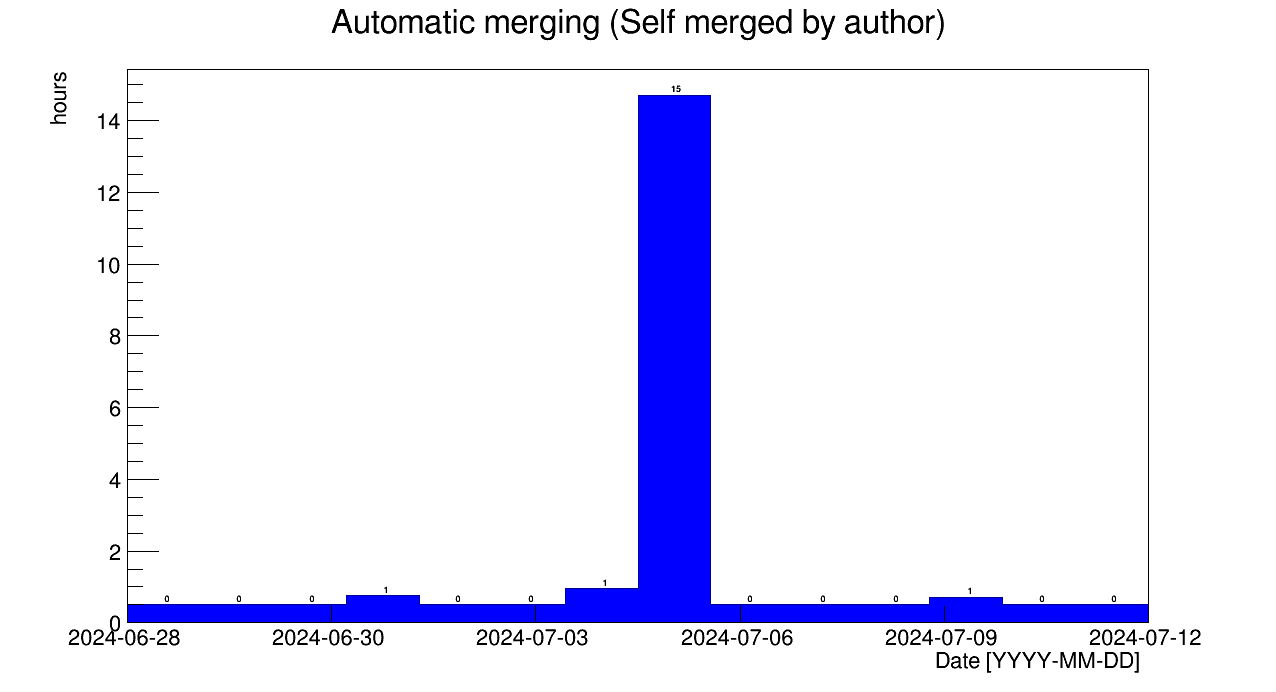 Automatic merging (Self merged by author)
hours
14
12
10
8
6
4
2
0
15
0 0 0 1 0 0 1 0 0 0 1 0 0
2024-06-28 2024-06-30 2024-07-03 2024-07-06 2024-07-09 2024-07-12
Date [YYYY-MM-DD]